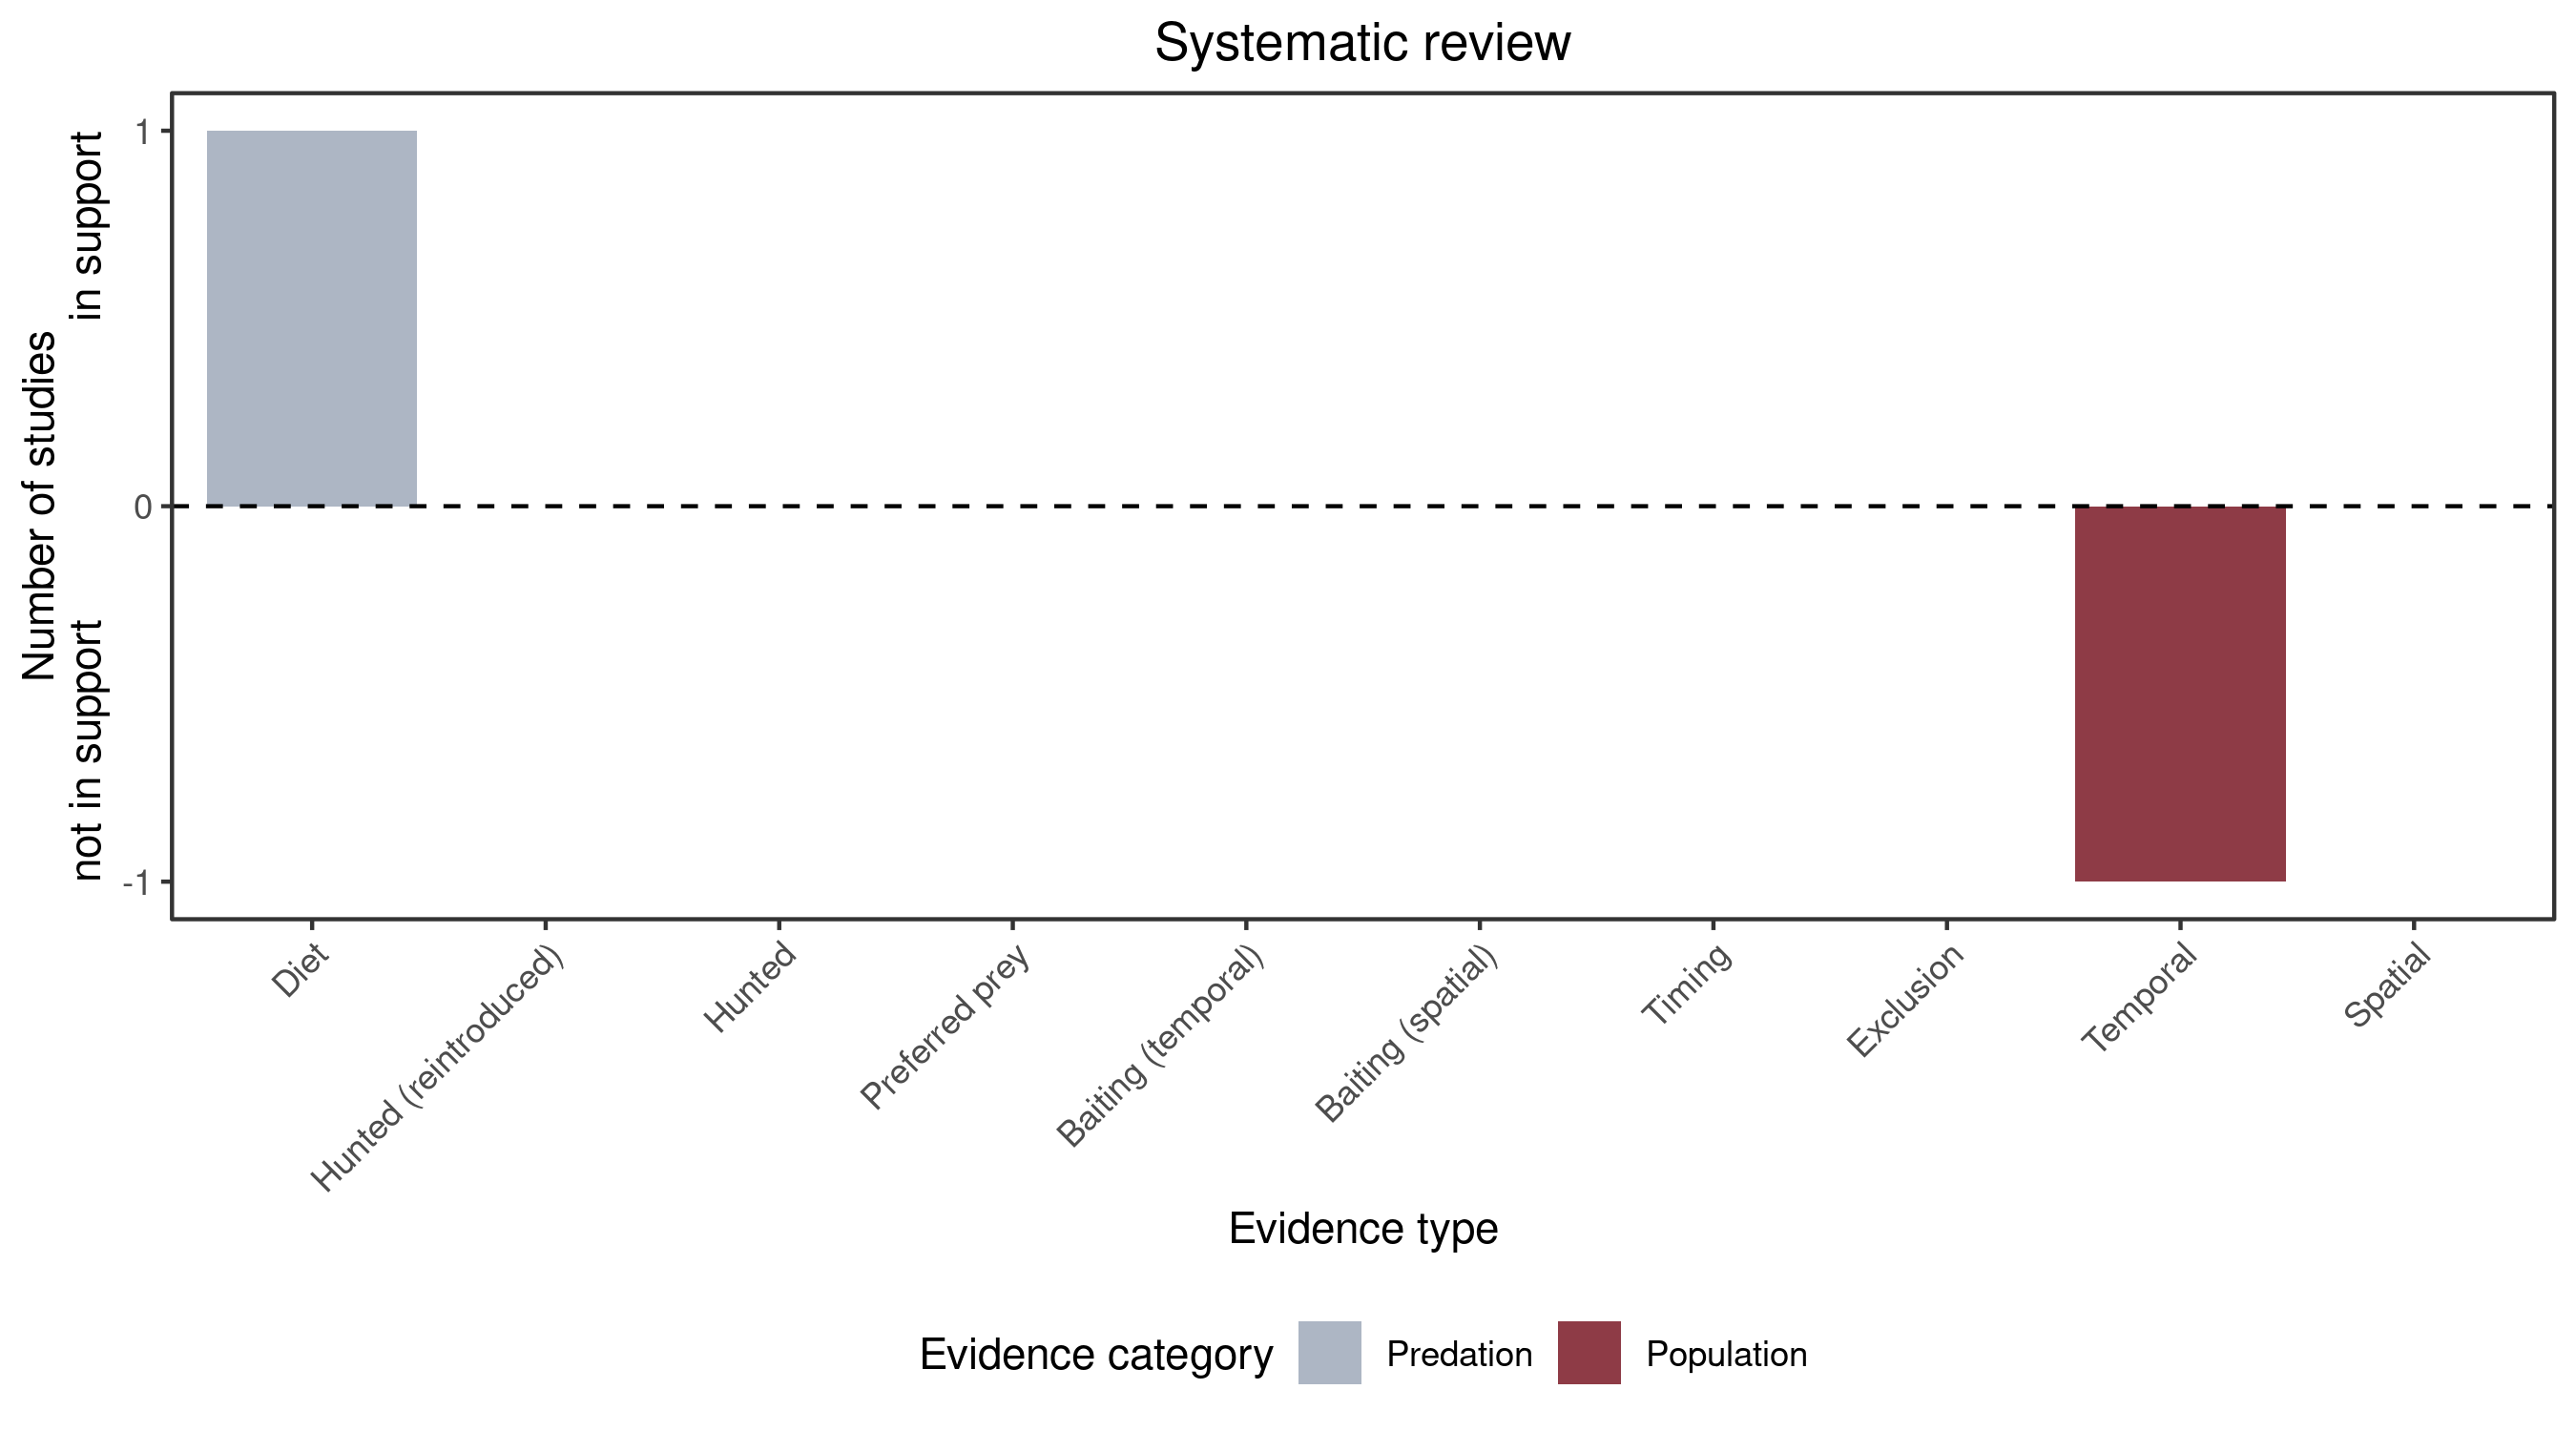 Systematic review
Number of studies
in support
not in support
1
0
-1
Diet
Hunted (reintroduced)
Hunted
Preferred prey
Baiting (temporal)
Baiting (spatial)
Timing
Exclusion
Temporal
Spatial
Evidence type
Evidence category
Predation
Population